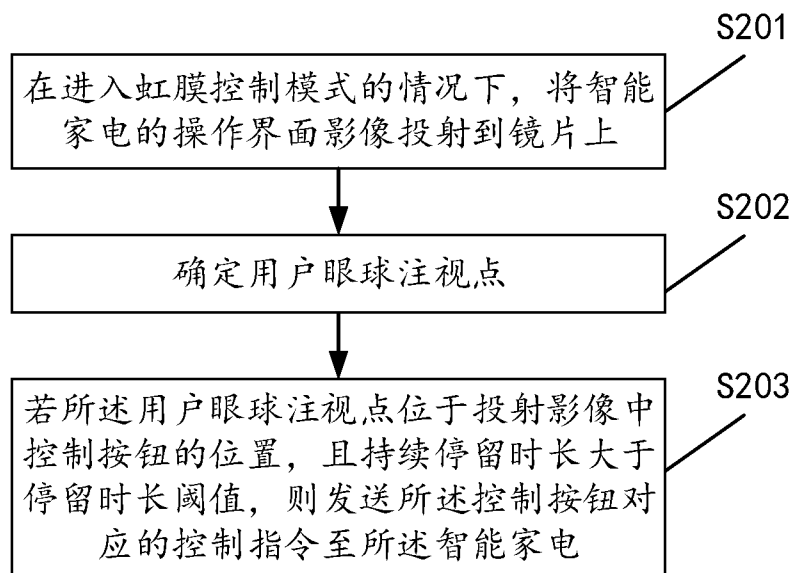 S201
在进入虹膜控制模式的情况下，将智能
家电的操作界面影像投射到镜片上
S202
确定用户眼球注视点
S203
若所述用户眼球注视点位于投射影像中
控制按钮的位置，且持续停留时长大于
停留时长阈值，则发送所述控制按钮对
应的控制指令至所述智能家电